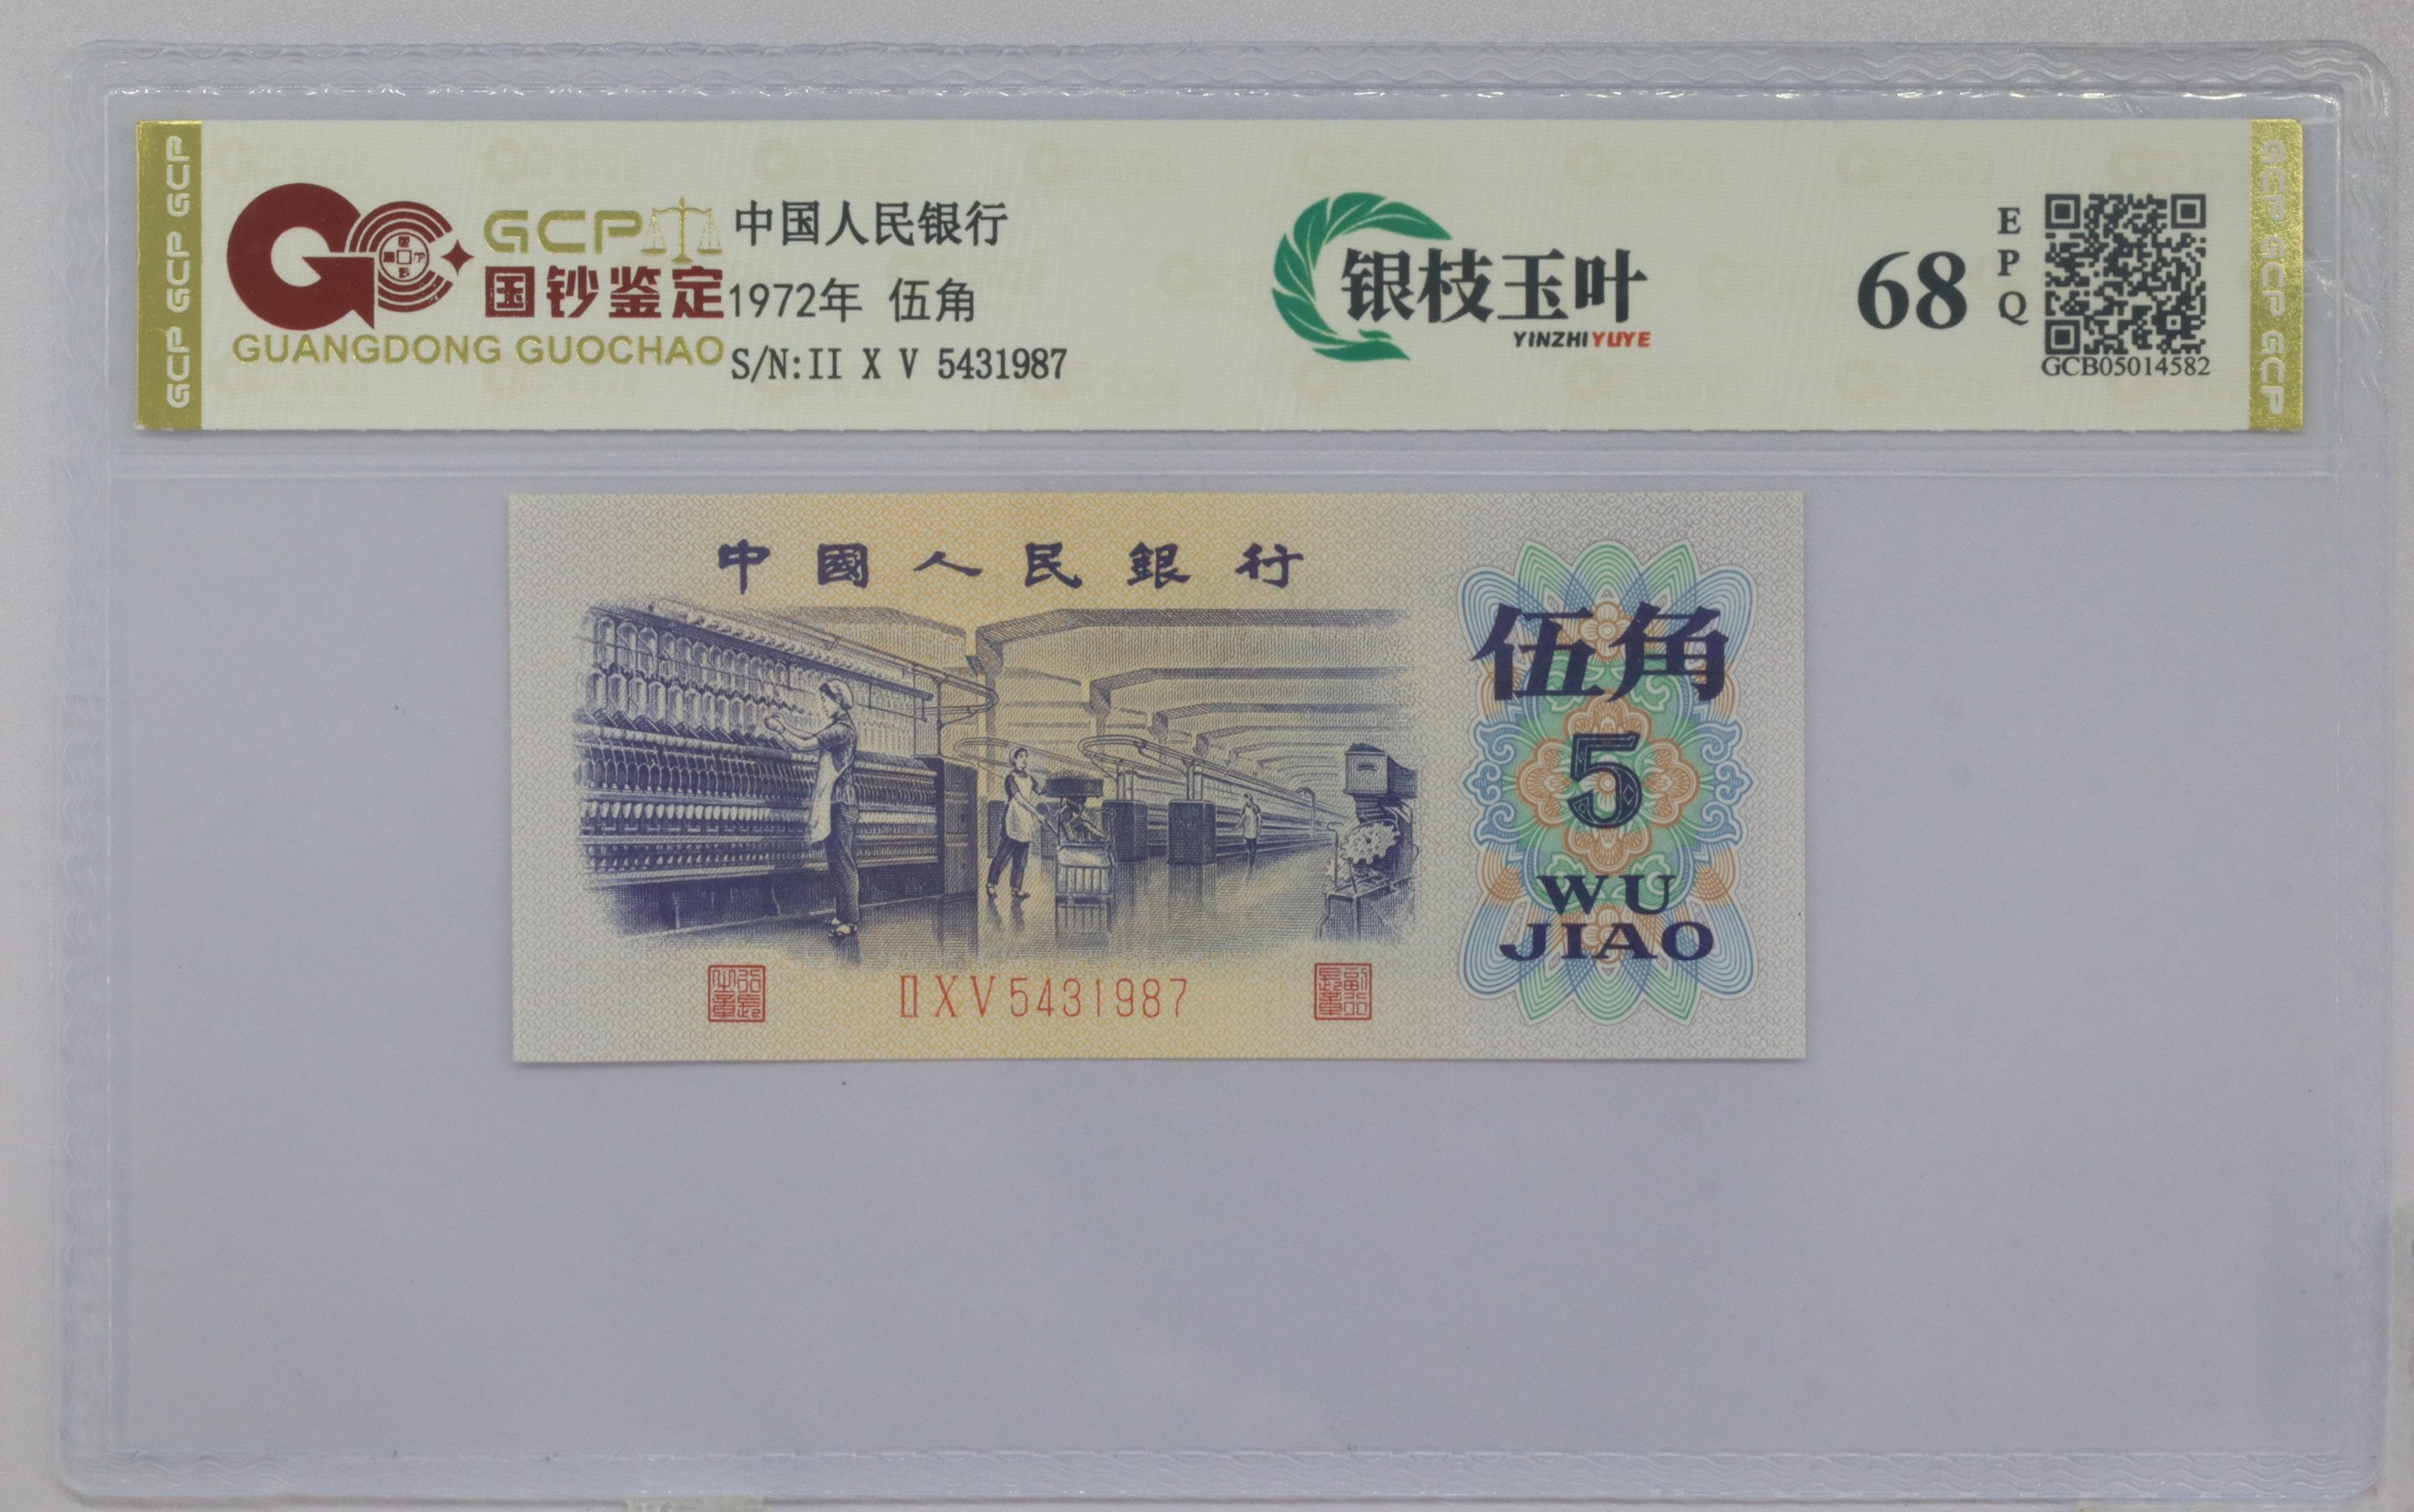 GCP GCP GCP
GCP
国钞鉴定
GUANGDONG GUOCHAO
中国人民银行
1972年 伍角
S/N:II X V 5431987
银枝玉叶
YINZHIYUYE
68
EPQ
GCB05014582
GCP GCP GCP
中國人民銀行
伍角
5
WU
JIAO
ⅡXV5431987